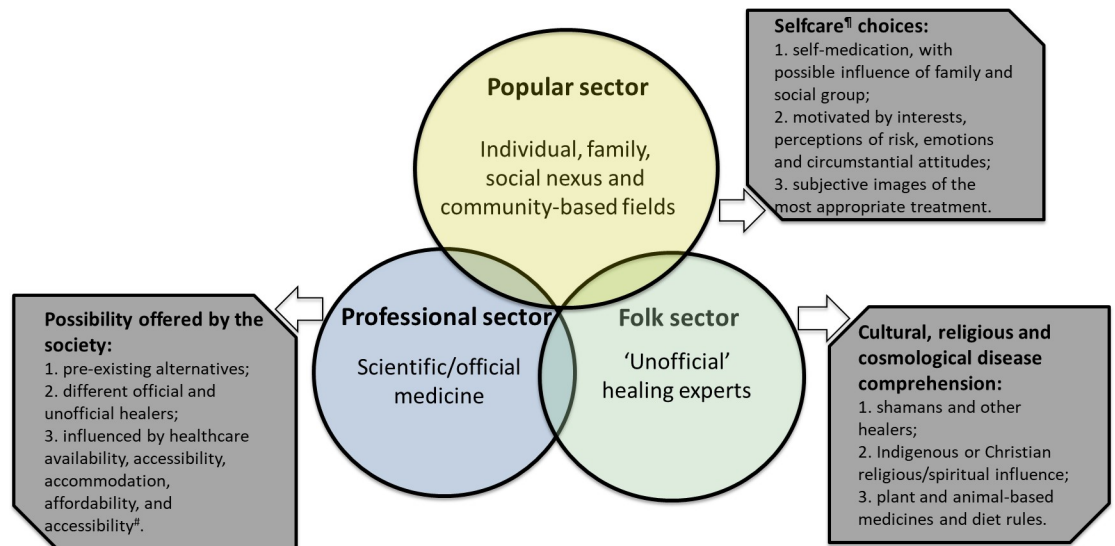 Popular sector
Individual, family,
social nexus and
community-based fields
Selfcare¶ choices:
1. self-medication, with
possible influence of family and
social group;
2. motivated by interests,
perceptions of risk, emotions
and circumstantial attitudes;
3. subjective images of the
most appropriate treatment.
Possibility offered by the
society:
1. pre-existing alternatives;
2. different official and
unofficial healers;
3. influenced by healthcare
availability, accessibility,
accommodation,
affordability, and
accessibility#.
Professional sector
Scientific/official
medicine
Folk sector
‘Unofficial’
healing experts
Cultural, religious and
cosmological disease
comprehension:
1. shamans and other
healers;
2. Indigenous or Christian
religious/spiritual influence;
3. plant and animal-based
medicines and diet rules.